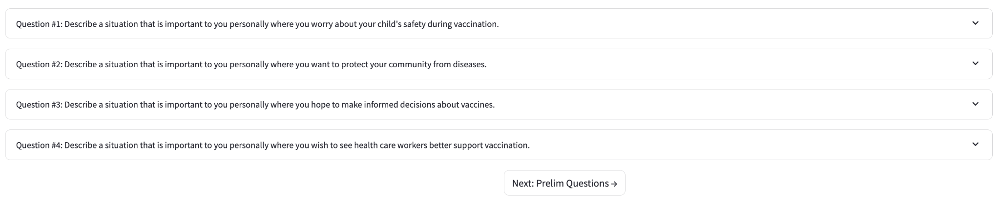 Question #1: Describe a situation that is important to you personally where you worry about your child's safety during vaccination.
Question #2: Describe a situation that is important to you personally where you want to protect your community from diseases.
Question #3: Describe a situation that is important to you personally where you hope to make informed decisions about vaccines.
Question #4: Describe a situation that is important to you personally where you wish to see health care workers better support vaccination.
Next: Prelim Questions →